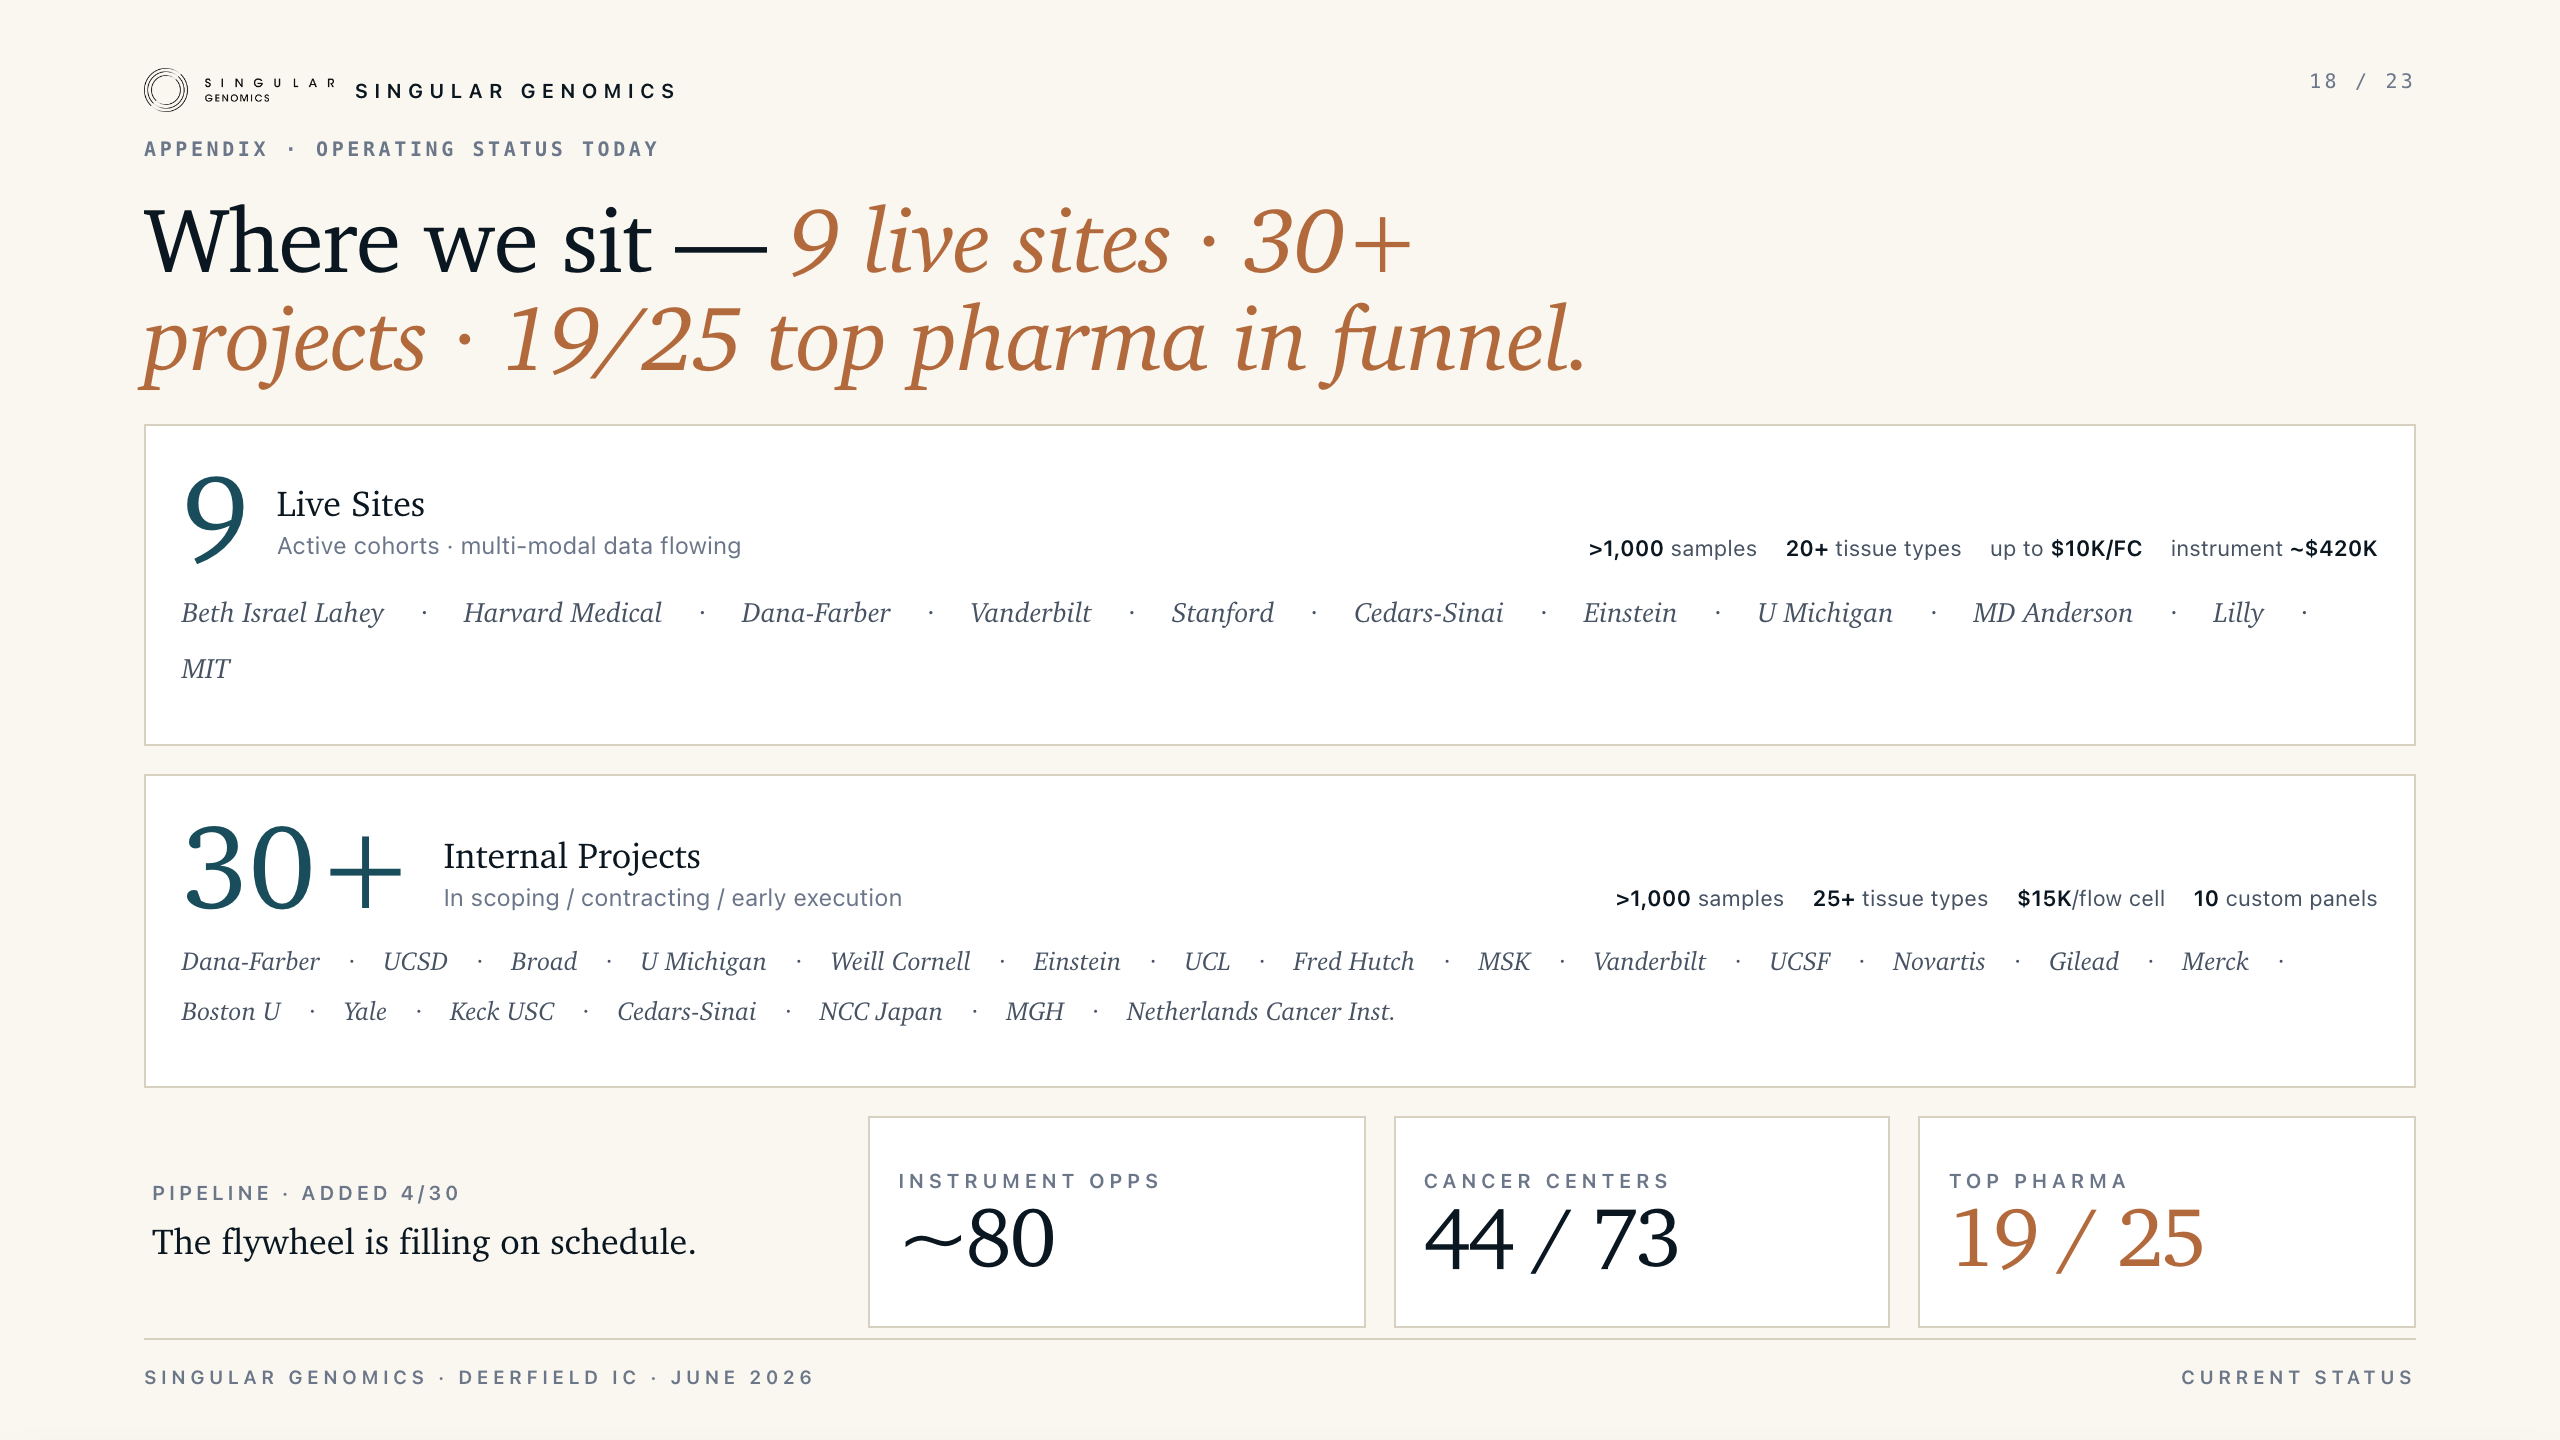 SINGULAR
GENOMICS
SINGULAR GENOMICS
18 / 23
APPENDIX · OPERATING STATUS TODAY
Where we sit — 9 live sites · 30+
projects · 19/25 top pharma in funnel.
9
Live Sites
Active cohorts · multi-modal data flowing
>1,000 samples 20+ tissue types up to $10K/FC instrument ~$420K
Beth Israel Lahey · Harvard Medical · Dana-Farber · Vanderbilt · Stanford · Cedars-Sinai · Einstein · U Michigan · MD Anderson · Lilly ·
MIT
30+
Internal Projects
In scoping / contracting / early execution
>1,000 samples 25+ tissue types $15K/flow cell 10 custom panels
Dana-Farber · UCSD · Broad · U Michigan · Weill Cornell · Einstein · UCL · Fred Hutch · MSK · Vanderbilt · UCSF · Novartis · Gilead · Merck ·
Boston U · Yale · Keck USC · Cedars-Sinai · NCC Japan · MGH · Netherlands Cancer Inst.
PIPELINE · ADDED 4/30
The flywheel is filling on schedule.
INSTRUMENT OPPS
~80
CANCER CENTERS
44 / 73
TOP PHARMA
19 / 25
SINGULAR GENOMICS · DEERFIELD IC · JUNE 2026
CURRENT STATUS